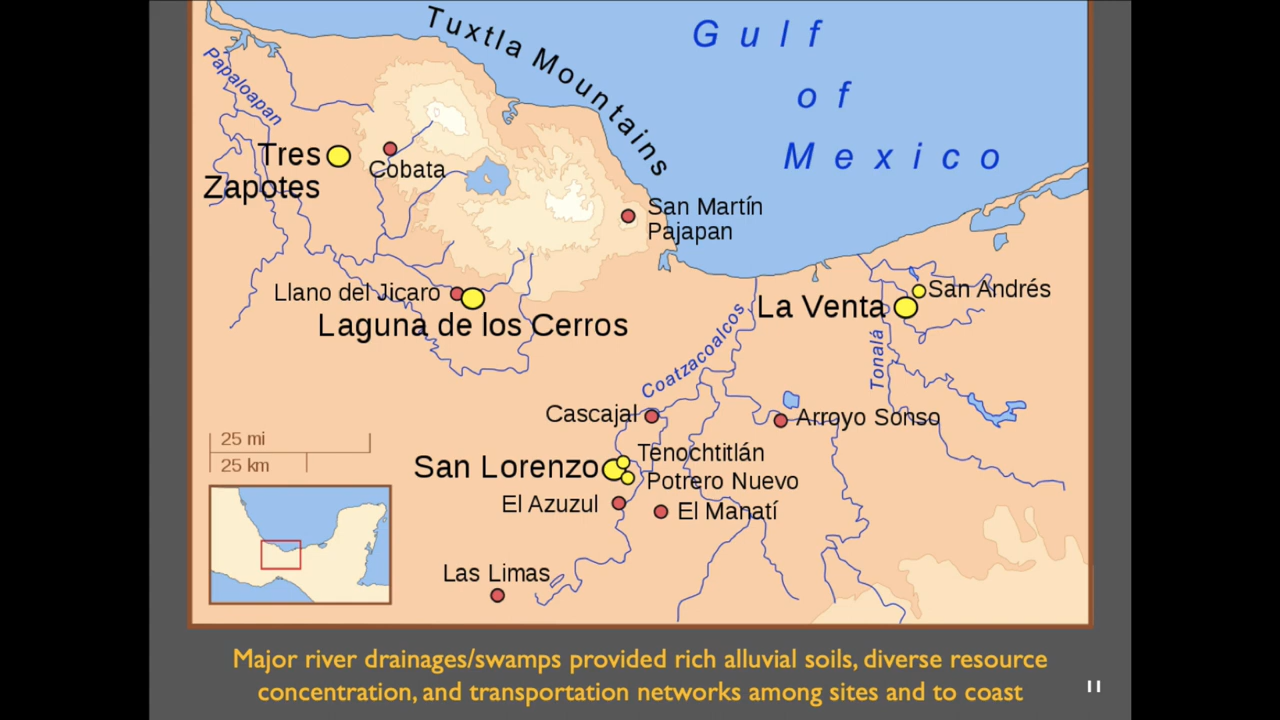 Tuxtla Mountains
Gulf
of
Mexico
Papaloapan
Tres
Zapotes
Cobata
San Martín
Pajapan
Llano del Jicaro
Laguna de los Cerros
La Venta
San Andrés
Coatzacoalcos
Tonalá
Cascajal
Arroyo Sonso
San Lorenzo
Tenochtitlán
Potrero Nuevo
El Azuzul
El Manatí
Las Limas
25 mi
25 km
Major river drainages/swamps provided rich alluvial soils, diverse resource
concentration, and transportation networks among sites and to coast
11